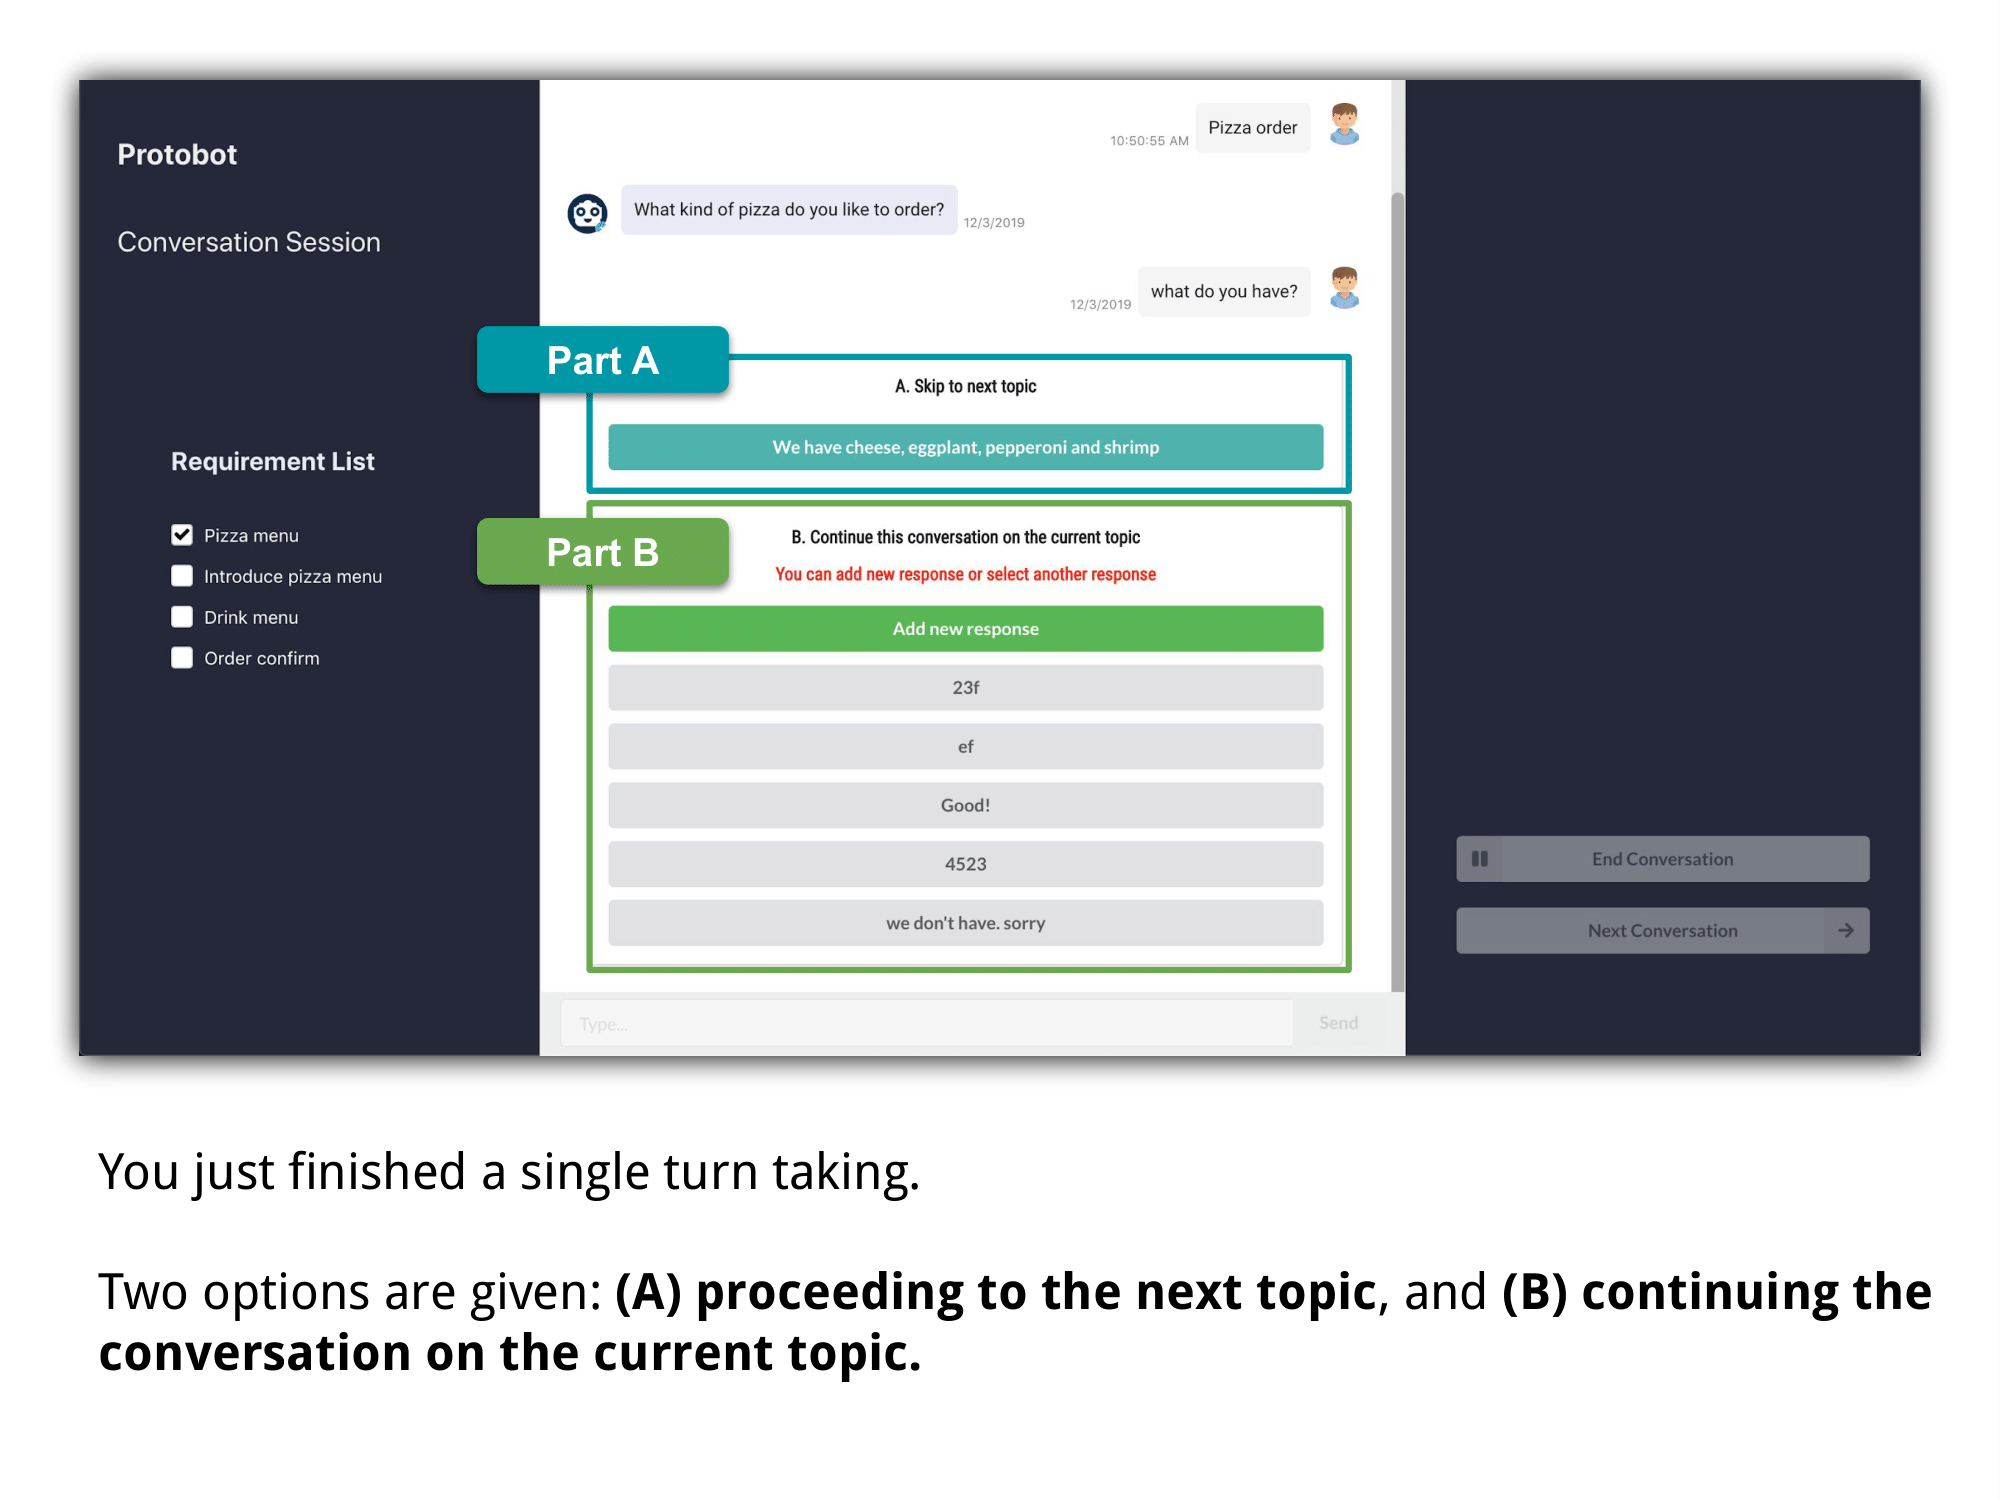 Protobot
Conversation Session
Requirement List
Pizza menu
Introduce pizza menu
Drink menu
Order confirm
Pizza order
10:50:55 AM
What kind of pizza do you like to order?
12/3/2019
what do you have?
12/3/2019
Part A
A. Skip to next topic
We have cheese, eggplant, pepperoni and shrimp
Part B
B. Continue this conversation on the current topic
You can add new response or select another response
Add new response
23f
ef
Good!
4523
we don't have. sorry
Type...
Send
End Conversation
Next Conversation
You just finished a single turn taking.
Two options are given: (A) proceeding to the next topic, and (B) continuing the
conversation on the current topic.